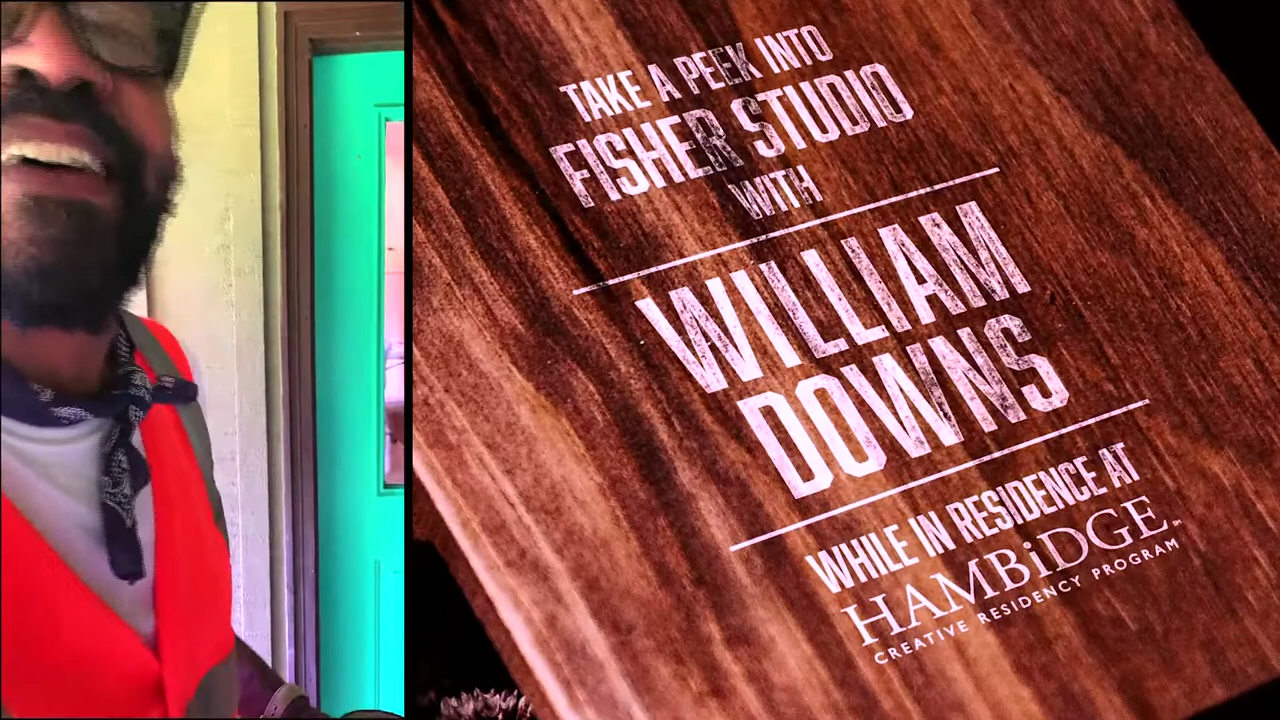 TAKE A PEEK INTO
FISHER STUDIO
WITH
WILLIAM
DOWNS
WHILE IN RESIDENCE AT
HAMBiDGE
CREATIVE RESIDENCY PROGRAM